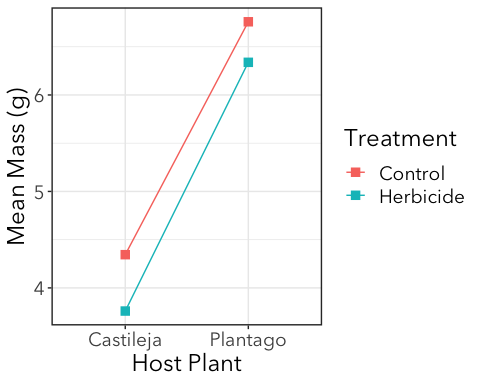 Mean Mass (g)
6
5
4
Castileja Plantago
Host Plant
Treatment
Control
Herbicide